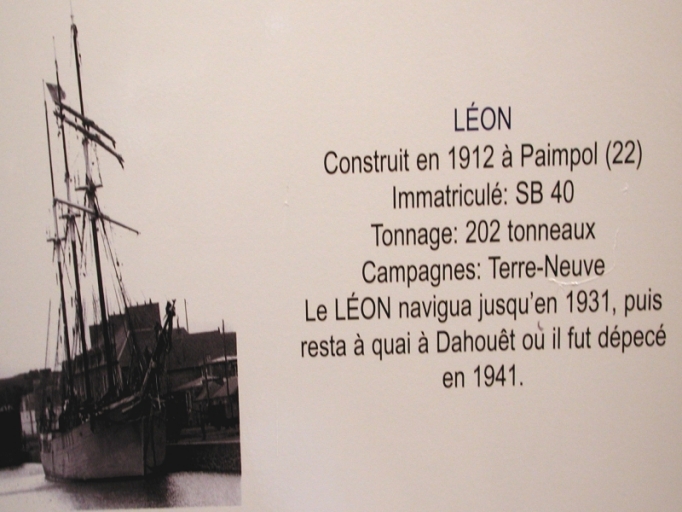 LÉON
Construit en 1912 à Paimpol (22)
Immatriculé: SB 40
Tonnage: 202 tonneaux
Campagnes: Terre-Neuve
Le LÉON navigua jusqu'en 1931, puis
resta à quai à Dahouêt où il fut dépecé
en 1941.